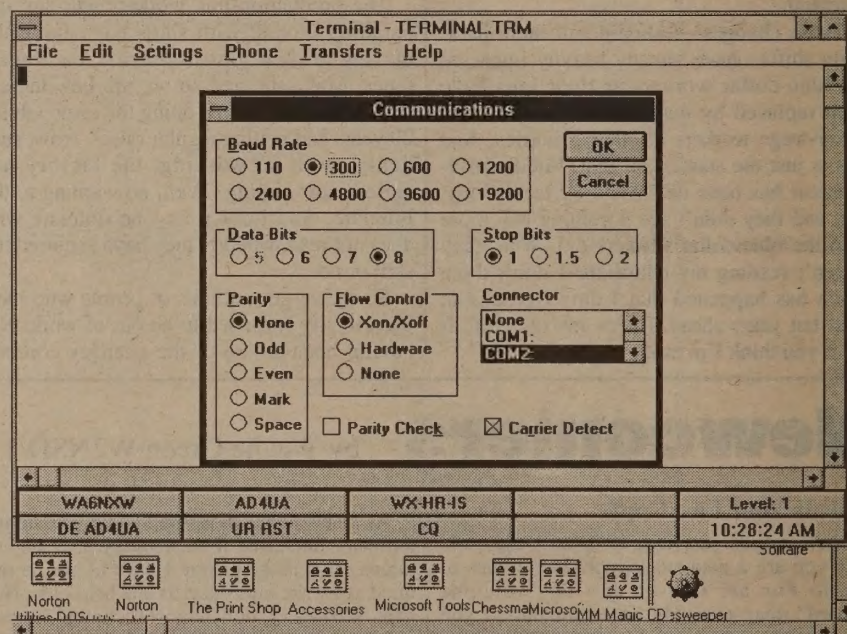 Terminal - TERMINAL.TRM
File Edit Settings Phone Transfers Help
Communications
Baud Rate
110 300 600 1200
2400 4800 9600 19200
OK
Cancel
Data Bits
5 6 7 8
Stop Bits
1 1.5 2
Parity
None
Odd
Even
Mark
Space
Flow Control
Xon/Xoff
Hardware
None
Connector
None
COM1:
COM2:
Parity Check
Carrier Detect
WA6NXW AD4UA WX-HR-IS Level: 1
DE AD4UA UR RST CQ 10:28:24 AM
Solitaire
Norton Norton The Print Shop Accessories Microsoft Tools Chessma Microsof MM Magic CD esweeper